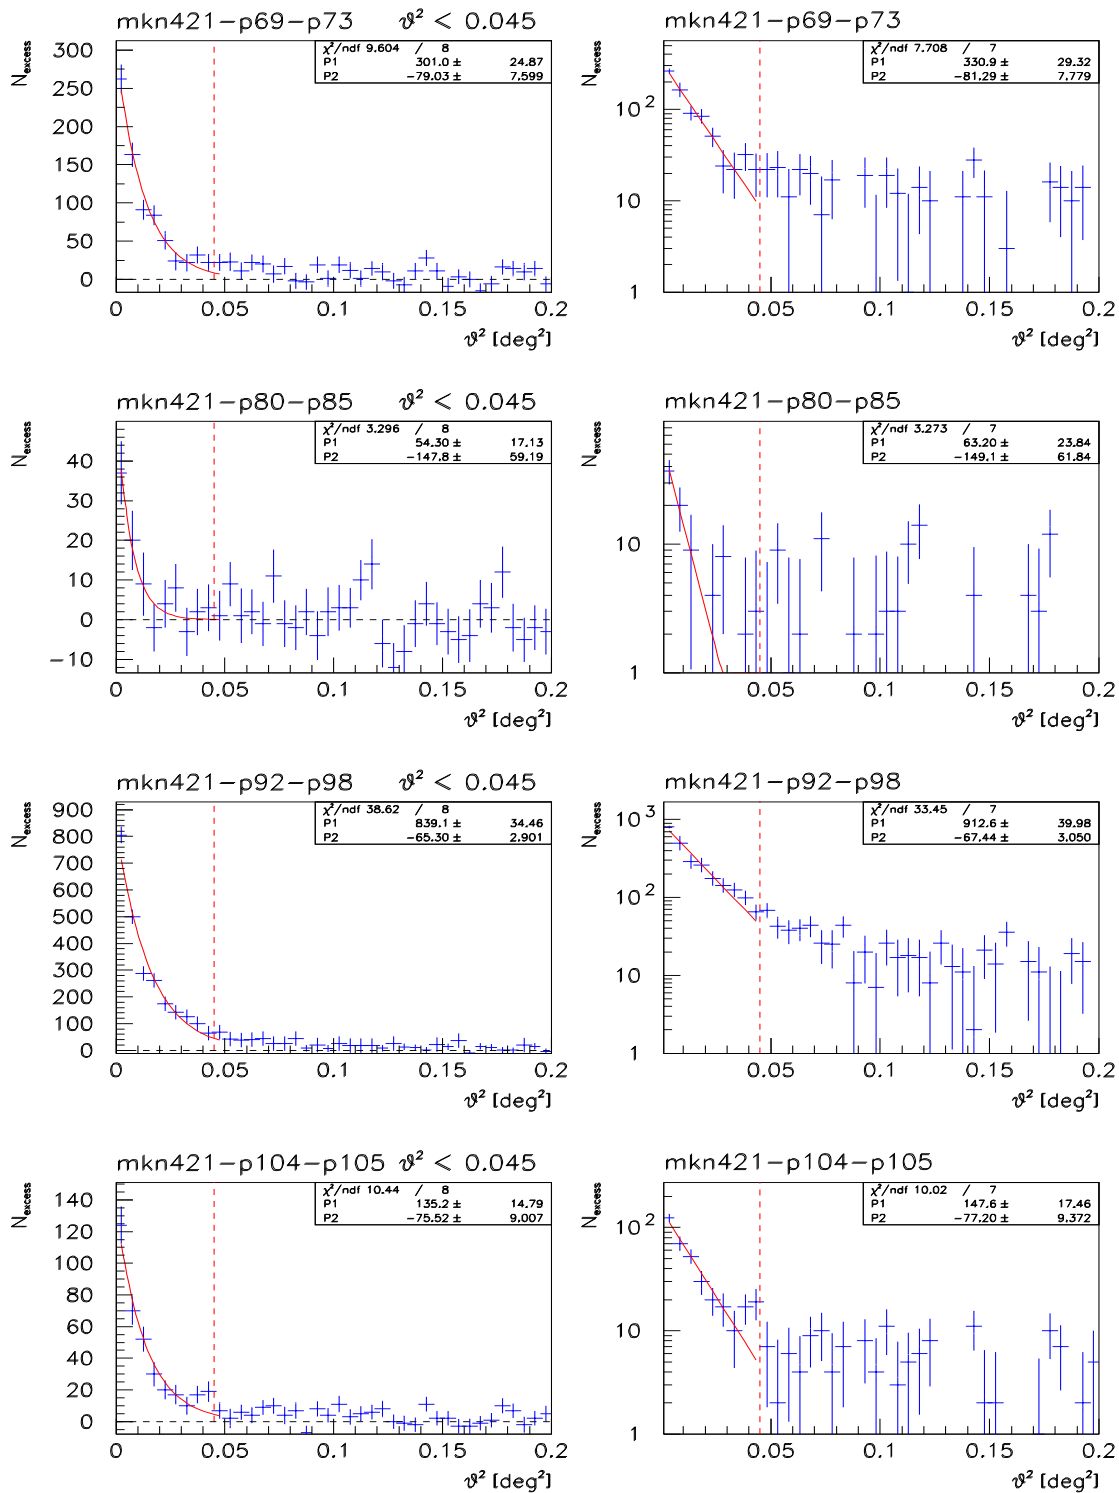 mkn421-p69-p73 ϑ² < 0.045
N_excess
χ²/ndf 9.604 / 8
P1 301.0 ± 24.87
P2 -79.03 ± 7.599
300
250
200
150
100
50
0
0 0.05 0.1 0.15 0.2
ϑ² [deg²]
mkn421-p69-p73
N_excess
χ²/ndf 7.708 / 7
P1 330.9 ± 29.32
P2 -81.29 ± 7.779
10²
10
1
0.05 0.1 0.15 0.2
ϑ² [deg²]
mkn421-p80-p85 ϑ² < 0.045
N_excess
χ²/ndf 3.296 / 8
P1 54.30 ± 17.13
P2 -147.8 ± 59.19
40
30
20
10
0
-10
0 0.05 0.1 0.15 0.2
ϑ² [deg²]
mkn421-p80-p85
N_excess
χ²/ndf 3.273 / 7
P1 63.20 ± 23.84
P2 -149.1 ± 61.84
10
1
0.05 0.1 0.15 0.2
ϑ² [deg²]
mkn421-p92-p98 ϑ² < 0.045
N_excess
χ²/ndf 38.62 / 8
P1 839.1 ± 34.46
P2 -65.30 ± 2.901
900
800
700
600
500
400
300
200
100
0
0 0.05 0.1 0.15 0.2
ϑ² [deg²]
mkn421-p92-p98
N_excess
χ²/ndf 33.45 / 7
P1 912.6 ± 39.98
P2 -67.44 ± 3.050
10³
10²
10
1
0.05 0.1 0.15 0.2
ϑ² [deg²]
mkn421-p104-p105 ϑ² < 0.045
N_excess
χ²/ndf 10.44 / 8
P1 135.2 ± 14.79
P2 -75.52 ± 9.007
140
120
100
80
60
40
20
0
0 0.05 0.1 0.15 0.2
ϑ² [deg²]
mkn421-p104-p105
N_excess
χ²/ndf 10.02 / 7
P1 147.6 ± 17.46
P2 -77.20 ± 9.372
10²
10
1
0.05 0.1 0.15 0.2
ϑ² [deg²]